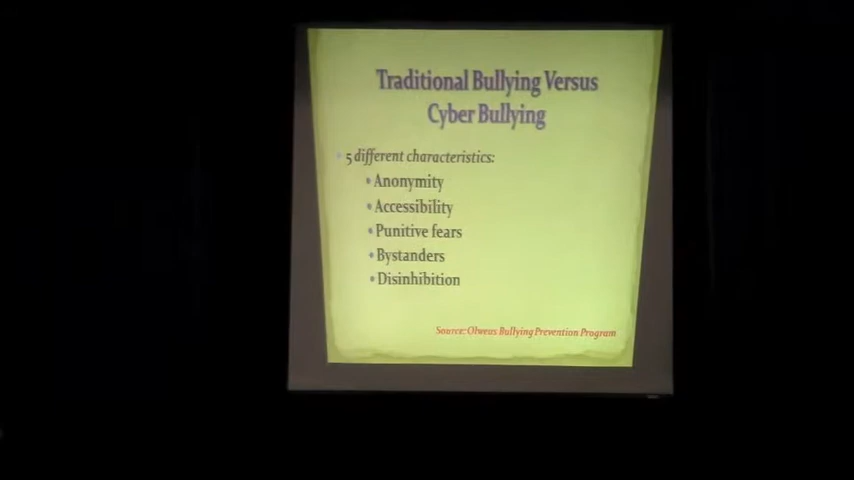 Traditional Bullying Versus
Cyber Bullying
5 different characteristics:
Anonymity
Accessibility
Punitive fears
Bystanders
Disinhibition
Source: Olweus Bullying Prevention Program